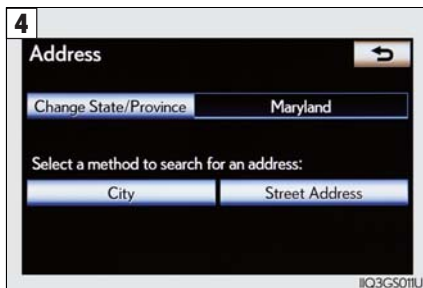 4
Address
Change State/Province Maryland
Select a method to search for an address:
City Street Address
IIQ3GS011U